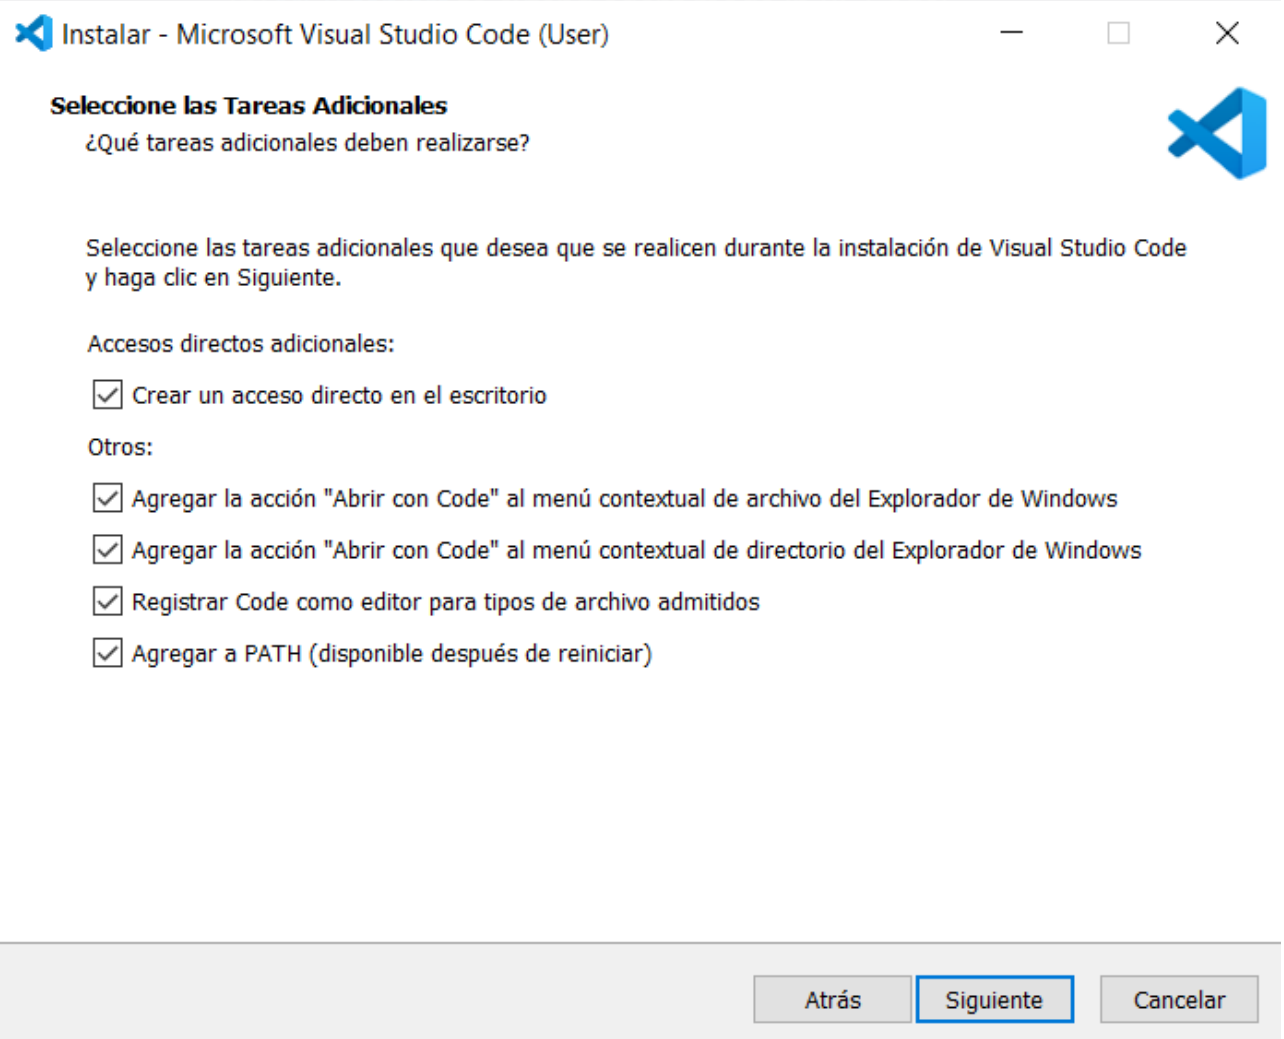 Instalar - Microsoft Visual Studio Code (User)
Seleccione las Tareas Adicionales
¿Qué tareas adicionales deben realizarse?
Seleccione las tareas adicionales que desea que se realicen durante la instalación de Visual Studio Code
y haga clic en Siguiente.
Accesos directos adicionales:
Crear un acceso directo en el escritorio
Otros:
Agregar la acción "Abrir con Code" al menú contextual de archivo del Explorador de Windows
Agregar la acción "Abrir con Code" al menú contextual de directorio del Explorador de Windows
Registrar Code como editor para tipos de archivo admitidos
Agregar a PATH (disponible después de reiniciar)
Atrás Siguiente Cancelar